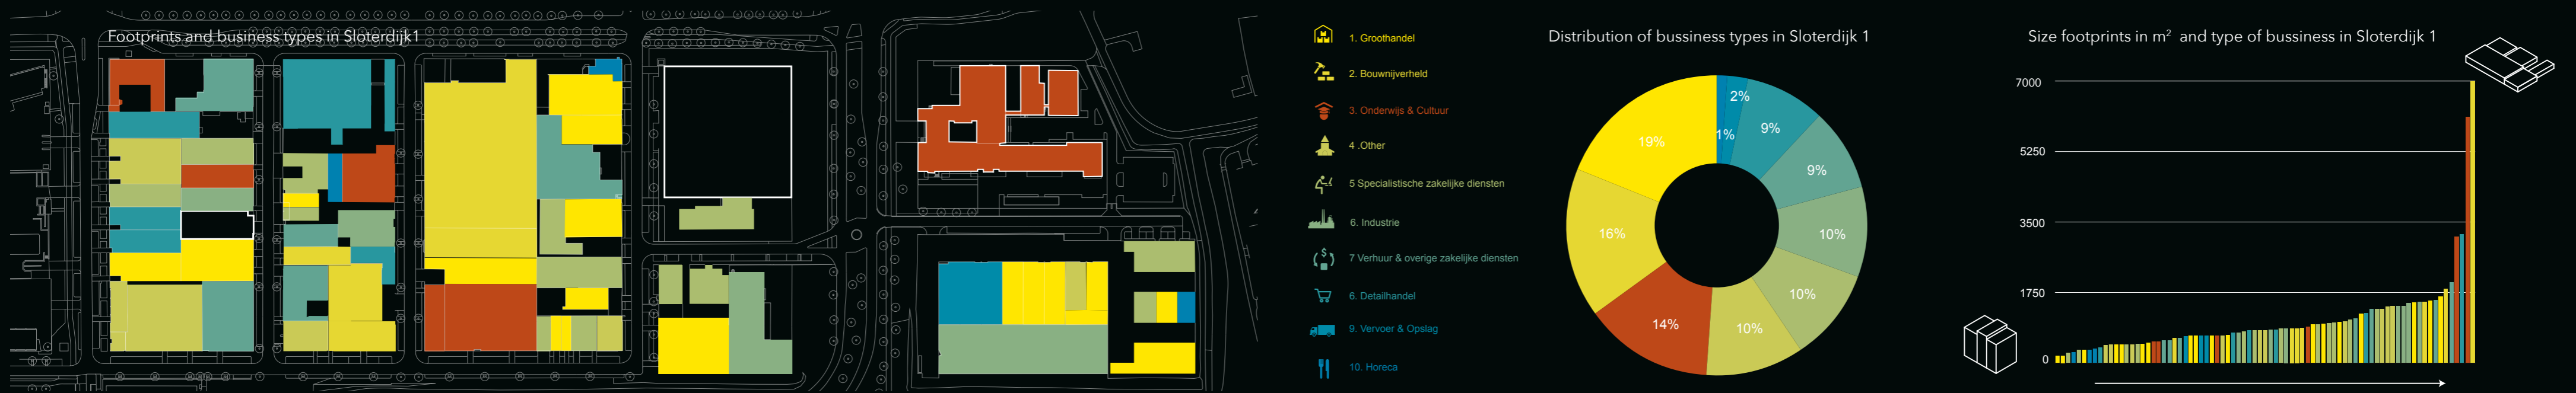 Footprints and business types in Sloterdijk1
1. Groothandel
2. Bouwnijverheld
3. Onderwijs & Cultuur
4 .Other
5 Specialistische zakelijke diensten
6. Industrie
7 Verhuur & overige zakelijke diensten
6. Detailhandel
9. Vervoer & Opslag
10. Horeca
Distribution of bussiness types in Sloterdijk 1
2%
1%
9%
9%
10%
10%
10%
14%
16%
19%
Size footprints in m² and type of bussiness in Sloterdijk 1
7000
5250
3500
1750
0